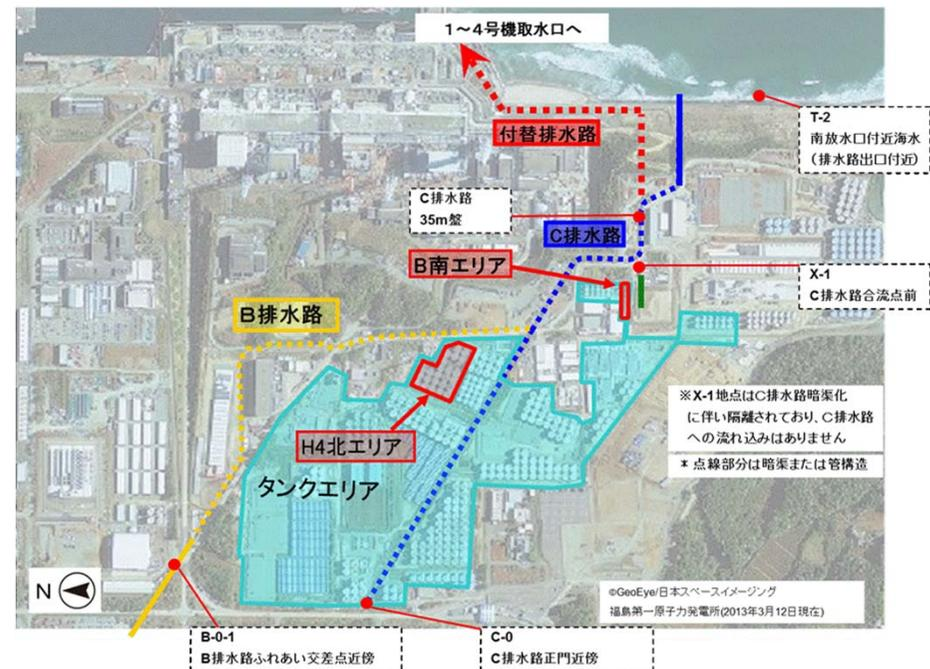 1～4号機取水口へ
T-2
南放水口付近海水
(排水路出口付近)
付替排水路
C排水路
35m盤
C排水路
B南エリア
X-1
C排水路合流点前
B排水路
※X-1地点はC排水路暗渠化
に伴い隔離されており、C排水路
への流れ込みはありません
＊点線部分は暗渠または管構造
H4北エリア
タンクエリア
N
©GeoEye/日本スペースイメージング
福島第一原子力発電所(2013年3月12日現在)
B-0-1
B排水路ふれあい交差点近傍
C-0
C排水路正門近傍